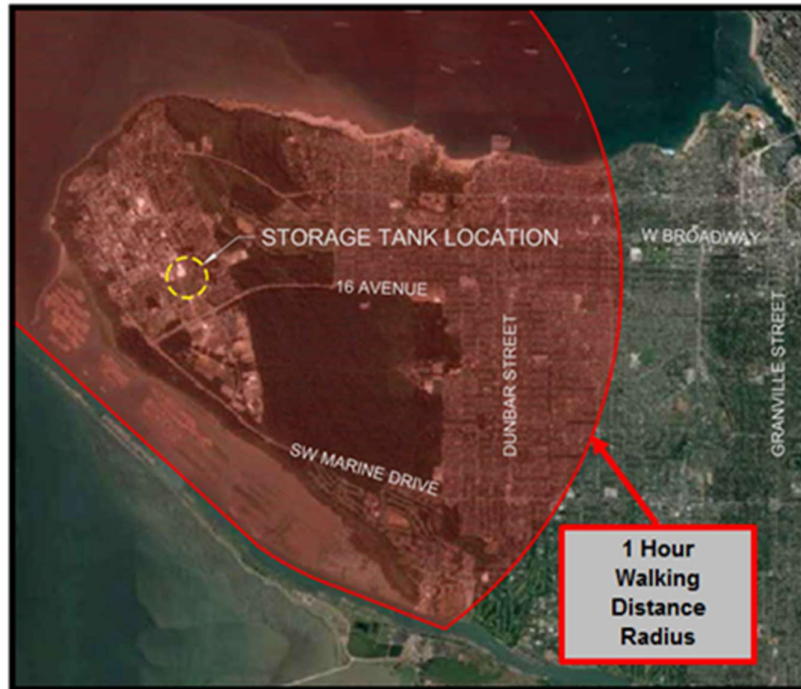 STORAGE TANK LOCATION
W BROADWAY
16 AVENUE
DUNBAR STREET
GRANVILLE STREET
SW MARINE DRIVE
1 Hour
Walking
Distance
Radius